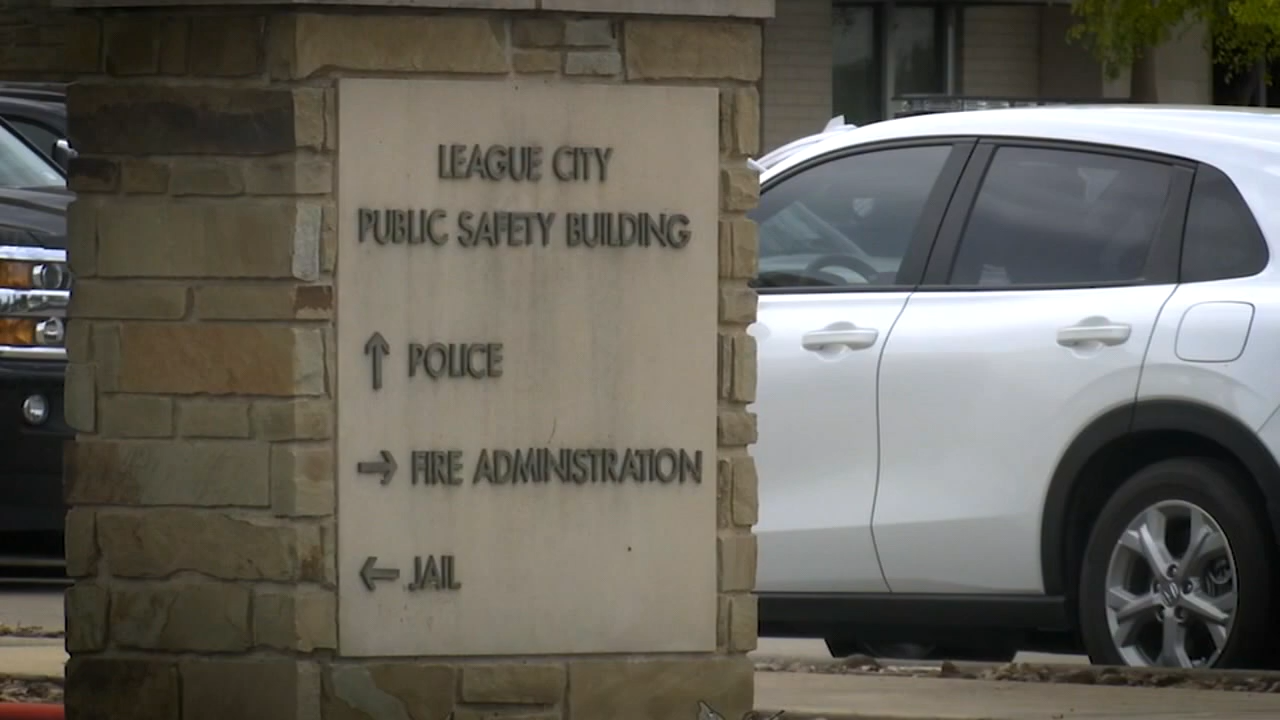 LEAGUE CITY
PUBLIC SAFETY BUILDING
↑ POLICE
→ FIRE ADMINISTRATION
← JAIL